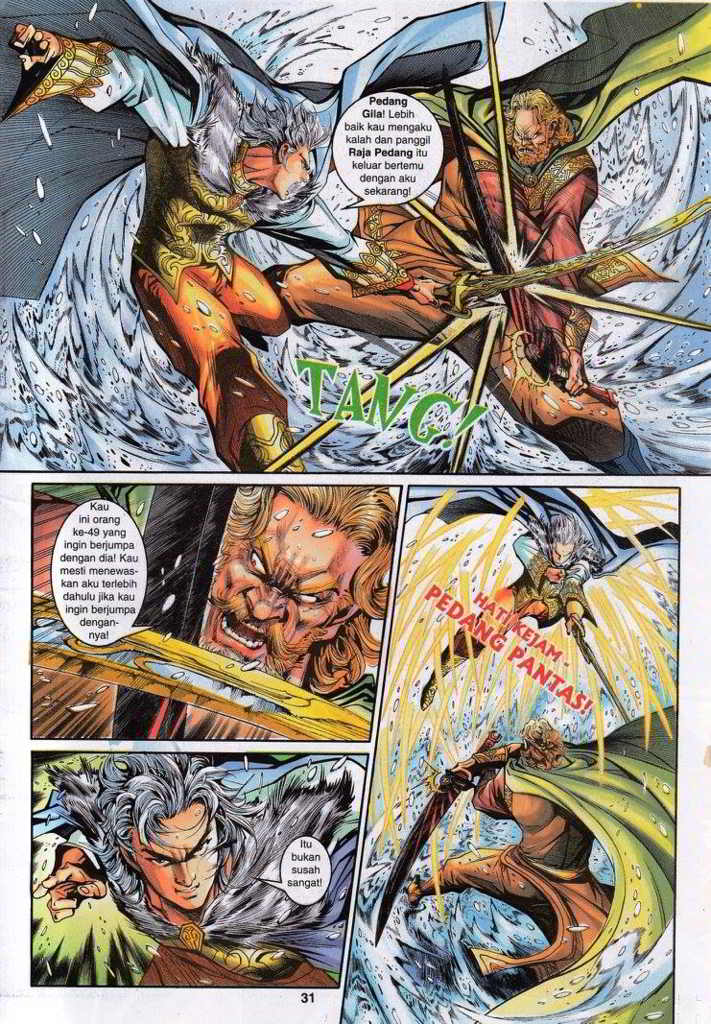 Pedang
Gila! Lebih
baik kau mengaku
kalah dan panggil
Raja Pedang itu
keluar bertemu
dengan aku
sekarang!
TANG!
Kau
ini orang
ke-49 yang
ingin berjumpa
dengan dia! Kau
mesti menewas-
kan aku terlebih
dahulu jika kau
ingin berjumpa
dengan-
nya!
HATI KEJAM -
PEDANG PANTAS!
Itu
bukan
susah
sangat!
31